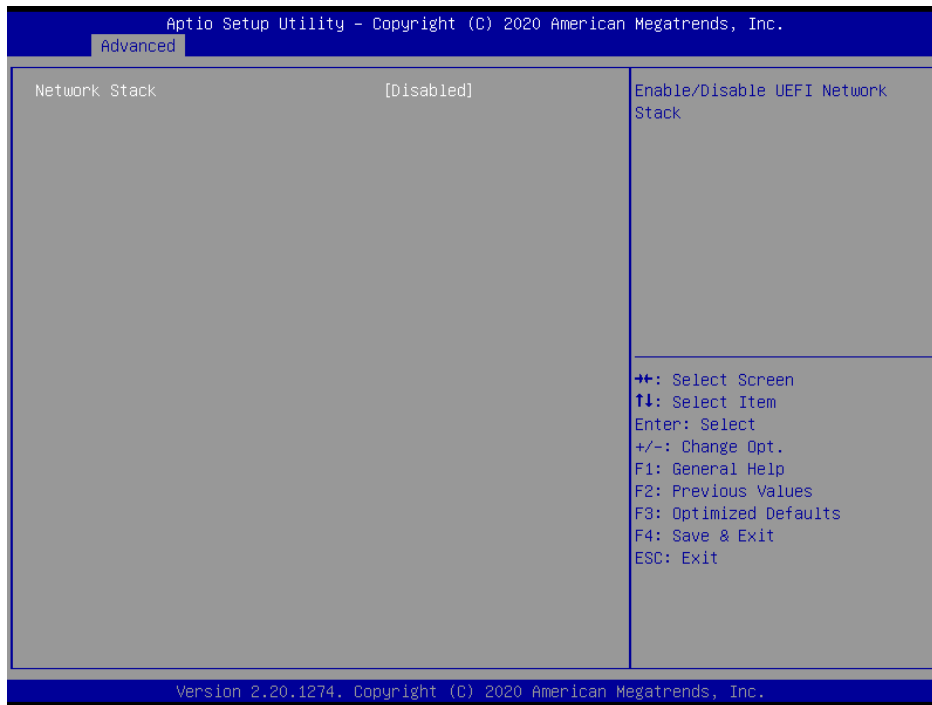 Aptio Setup Utility – Copyright (C) 2020 American Megatrends, Inc.
Advanced
Network Stack [Disabled]
Enable/Disable UEFI Network
Stack
→←: Select Screen
↑↓: Select Item
Enter: Select
+/-: Change Opt.
F1: General Help
F2: Previous Values
F3: Optimized Defaults
F4: Save & Exit
ESC: Exit
Version 2.20.1274. Copyright (C) 2020 American Megatrends, Inc.